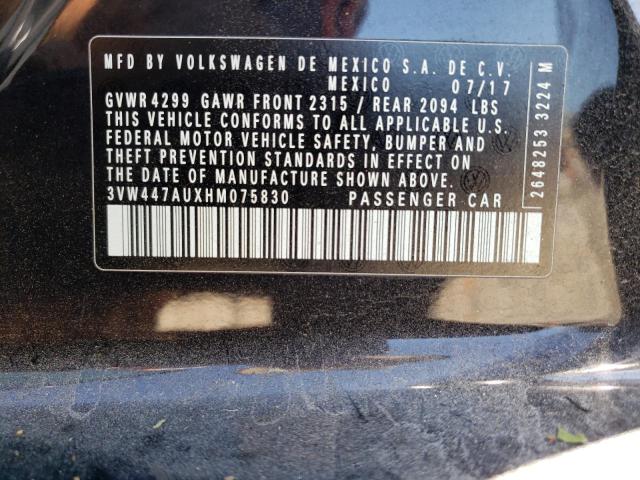 MFD BY VOLKSWAGEN DE MEXICO S.A. DE C.V.
MEXICO 07/17
GVWR 4299 GAWR FRONT 2315 / REAR 2094 LBS
THIS VEHICLE CONFORMS TO ALL APPLICABLE U.S.
FEDERAL MOTOR VEHICLE SAFETY, BUMPER AND
THEFT PREVENTION STANDARDS IN EFFECT ON
THE DATE OF MANUFACTURE SHOWN ABOVE.
3VW447AUXHM075830 PASSENGER CAR
2648253 3224 M